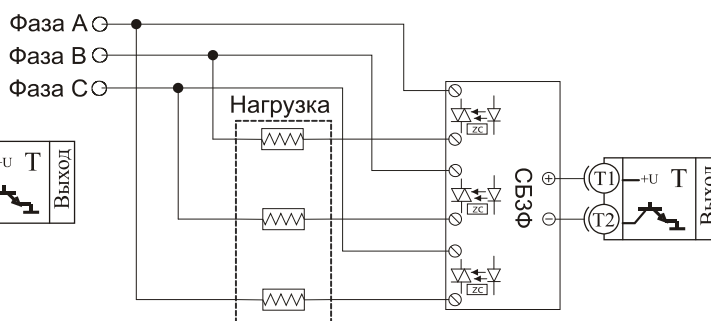 Фаза А
Фаза В
Фаза С
Нагрузка
zc
zc
zc
СБ3Ф
T1
T2
+U T
Выход
+U T
Выход